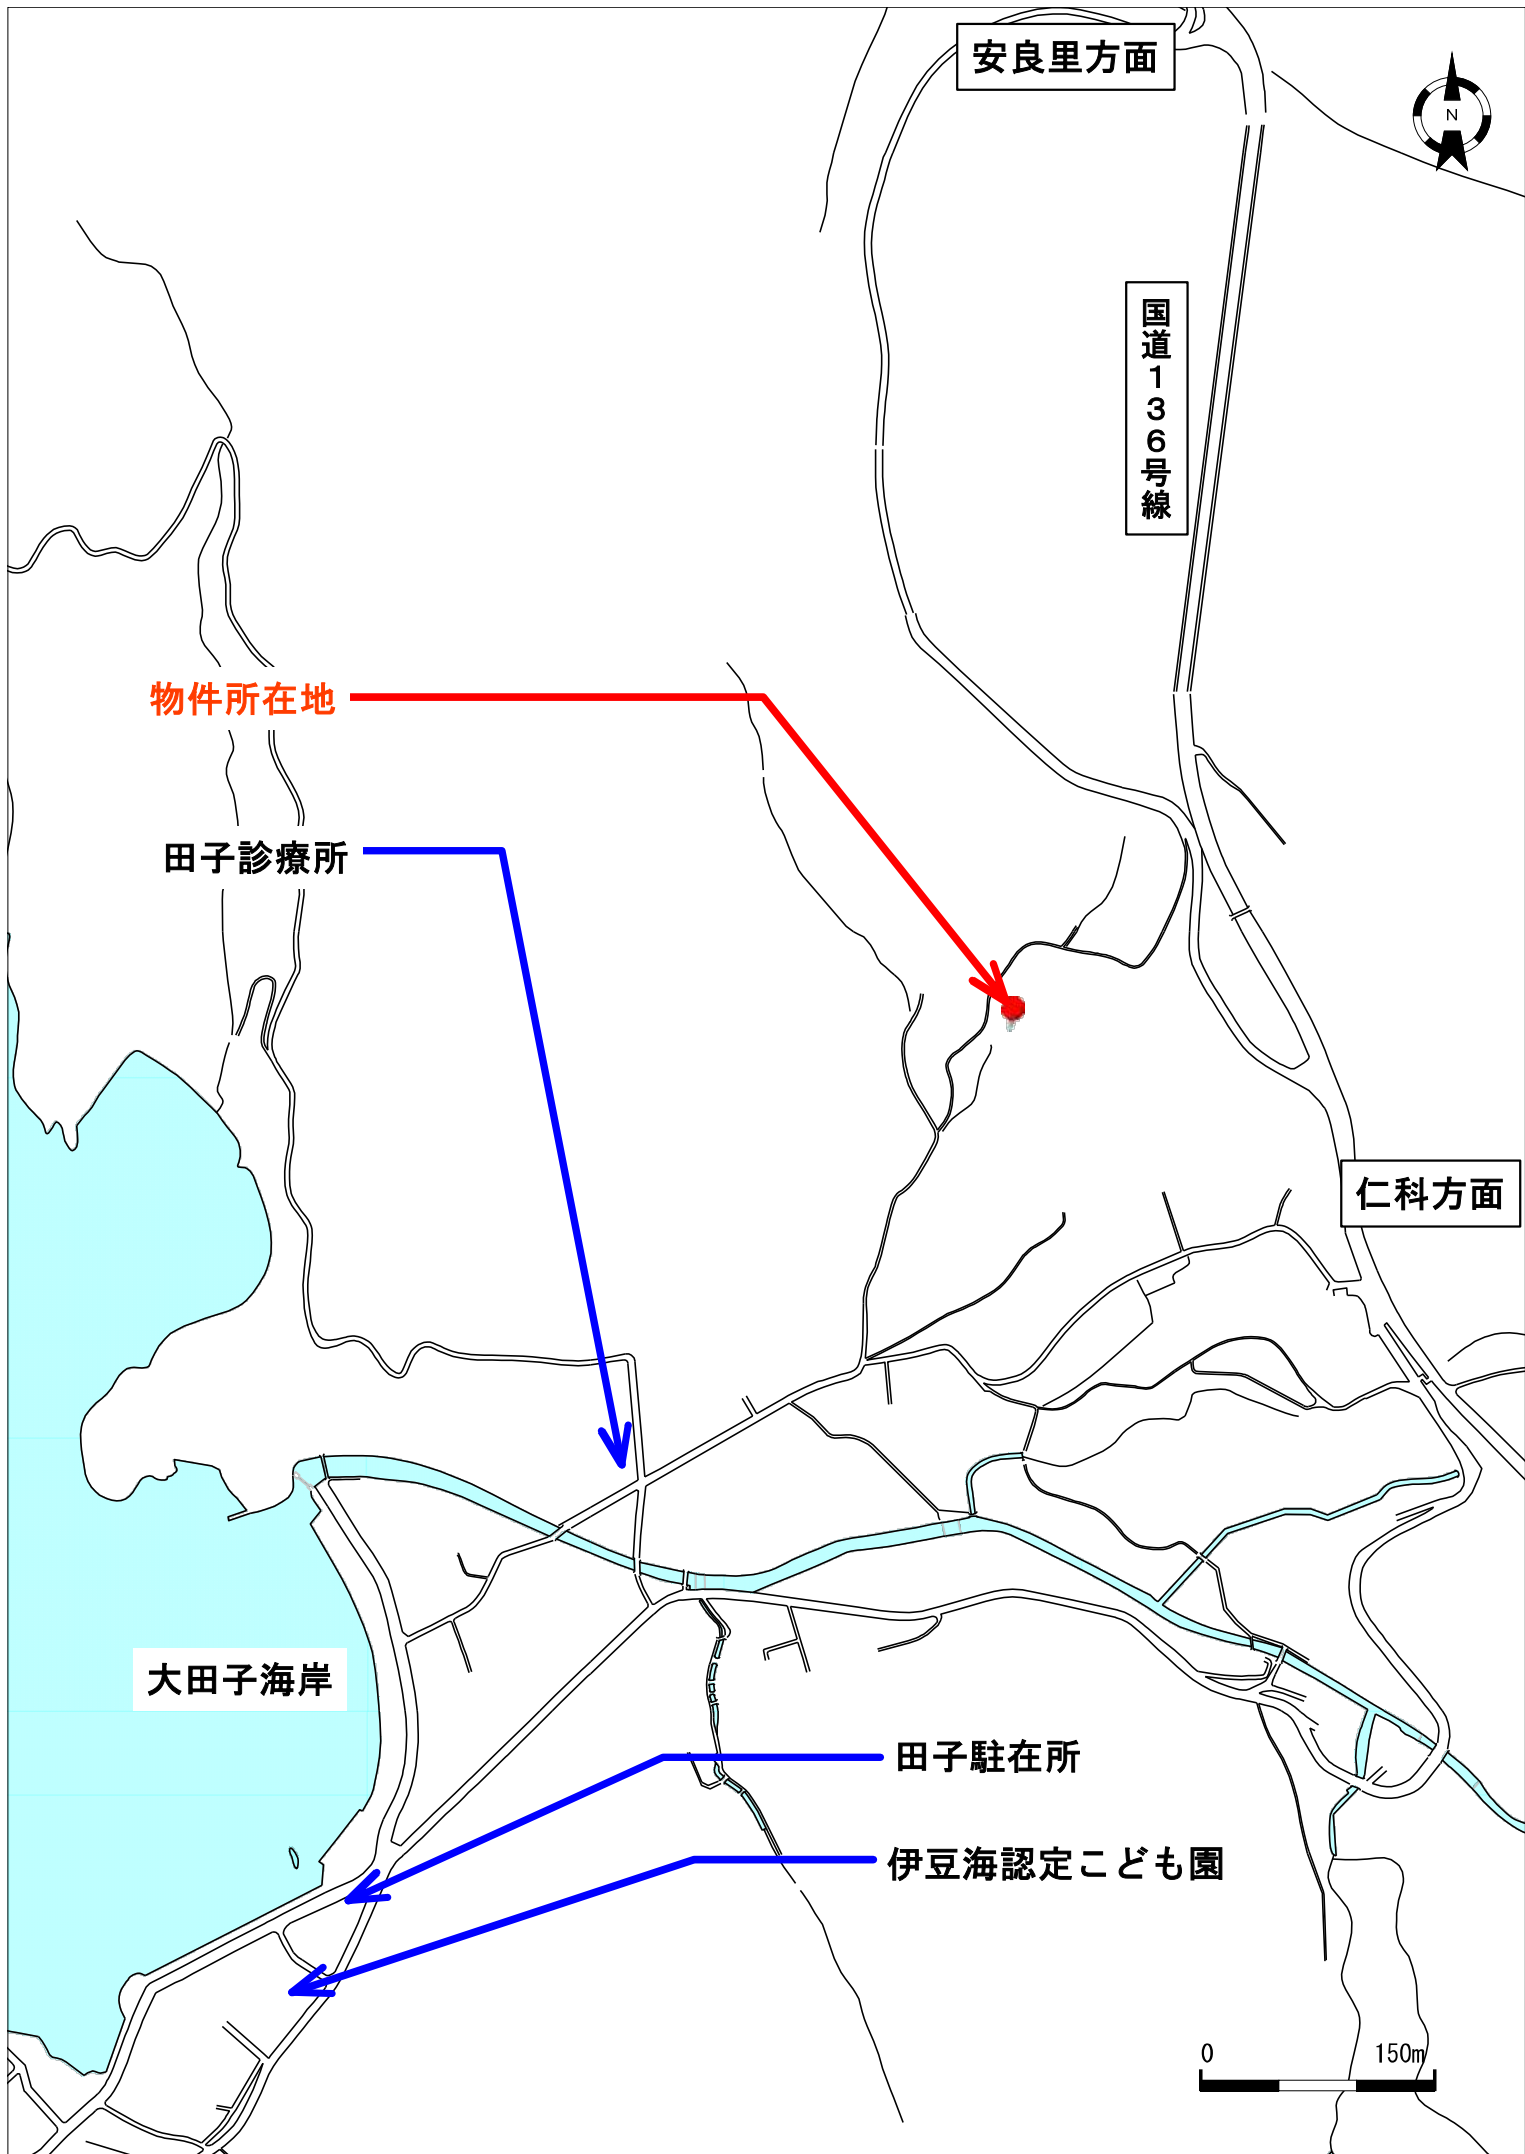 安良里方面
N
国道136号線
物件所在地
田子診療所
仁科方面
大田子海岸
田子駐在所
伊豆海認定こども園
0 150m